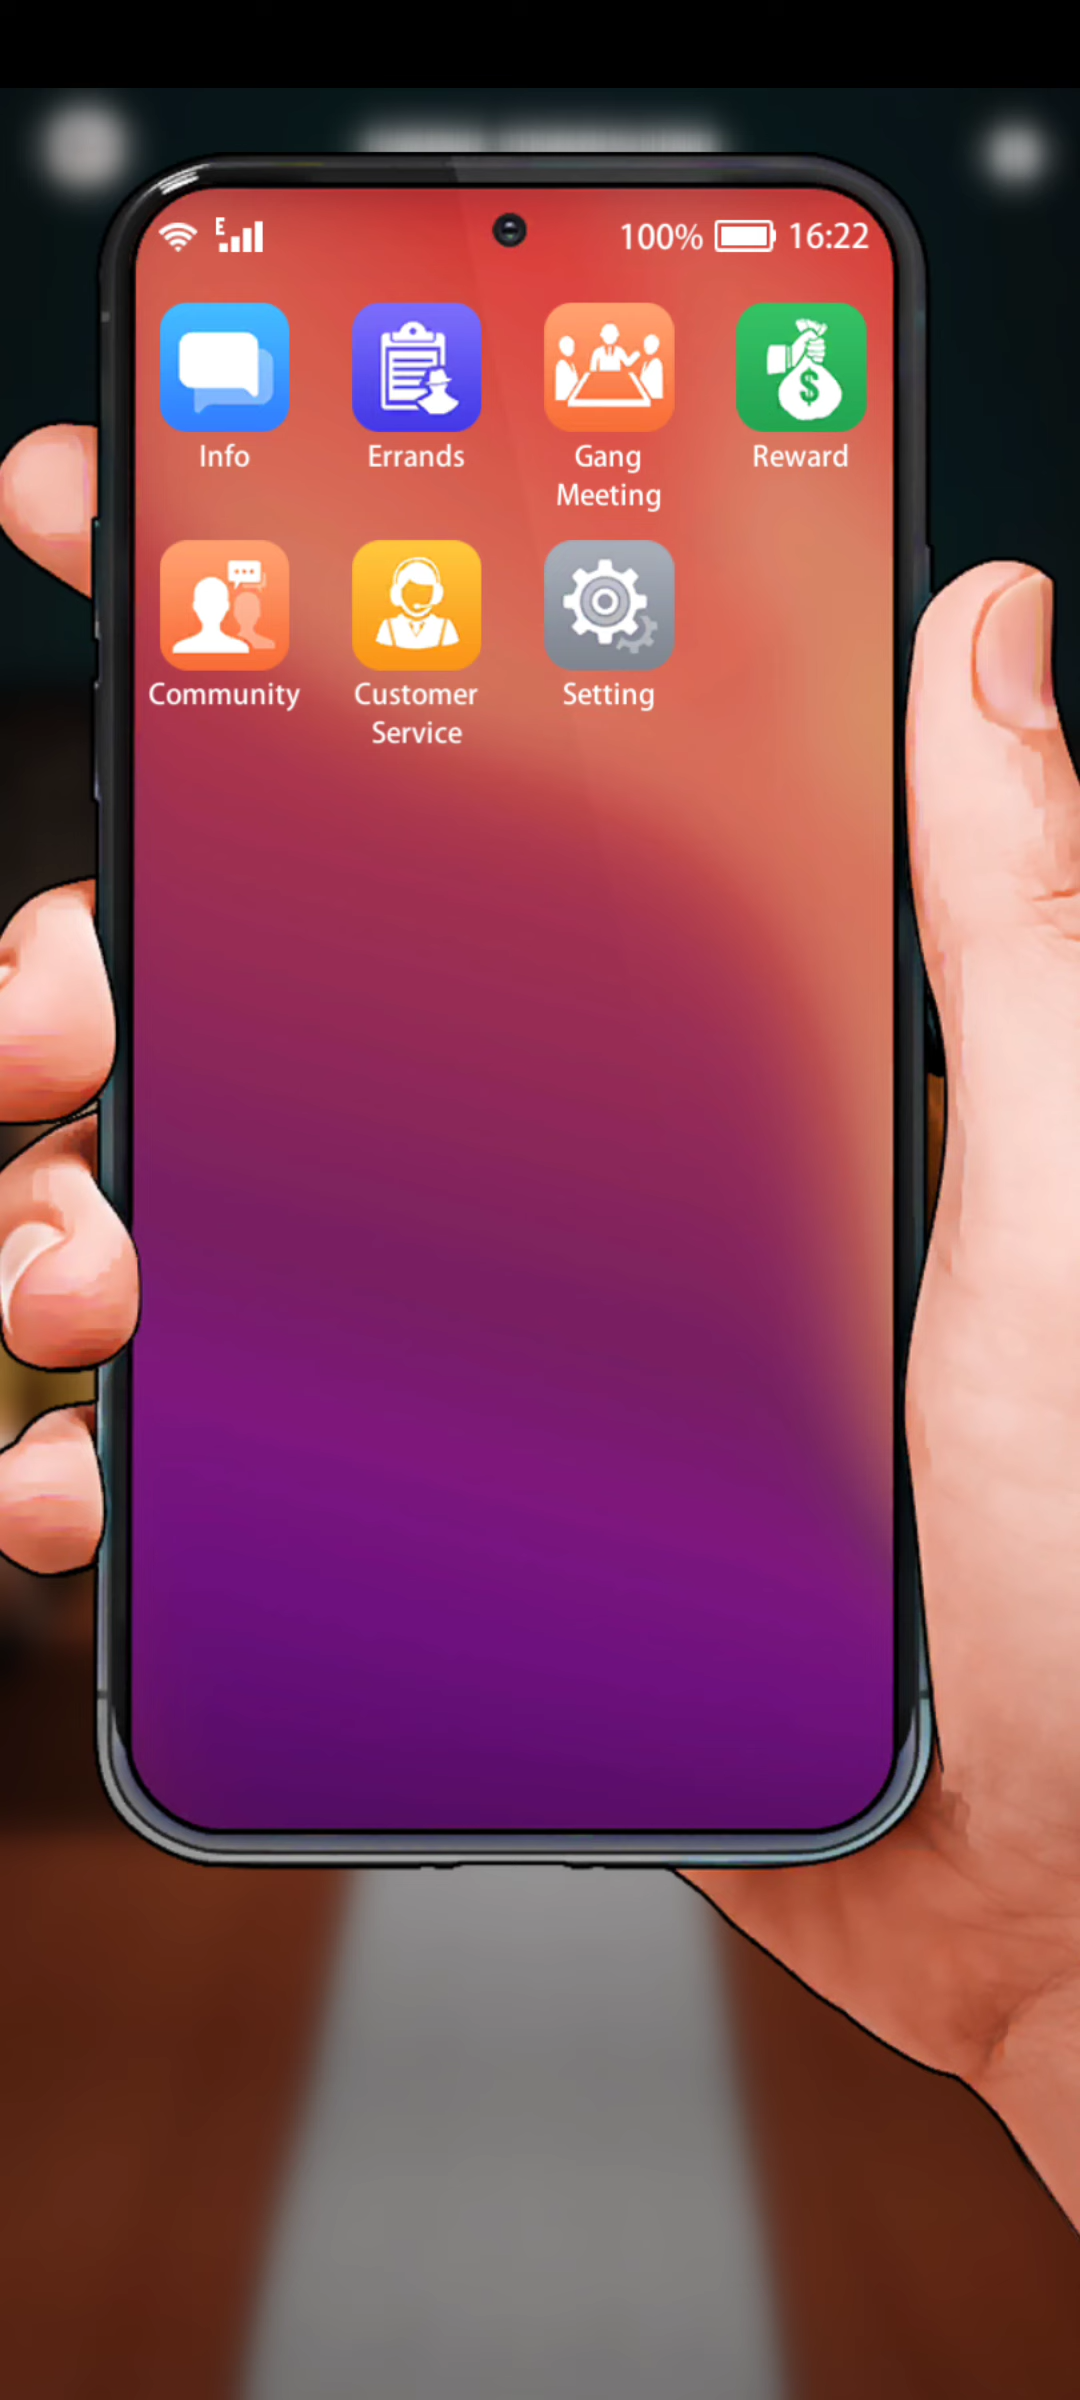 E 100% 16:22
Info Errands Gang Meeting Reward
Community Customer Service Setting